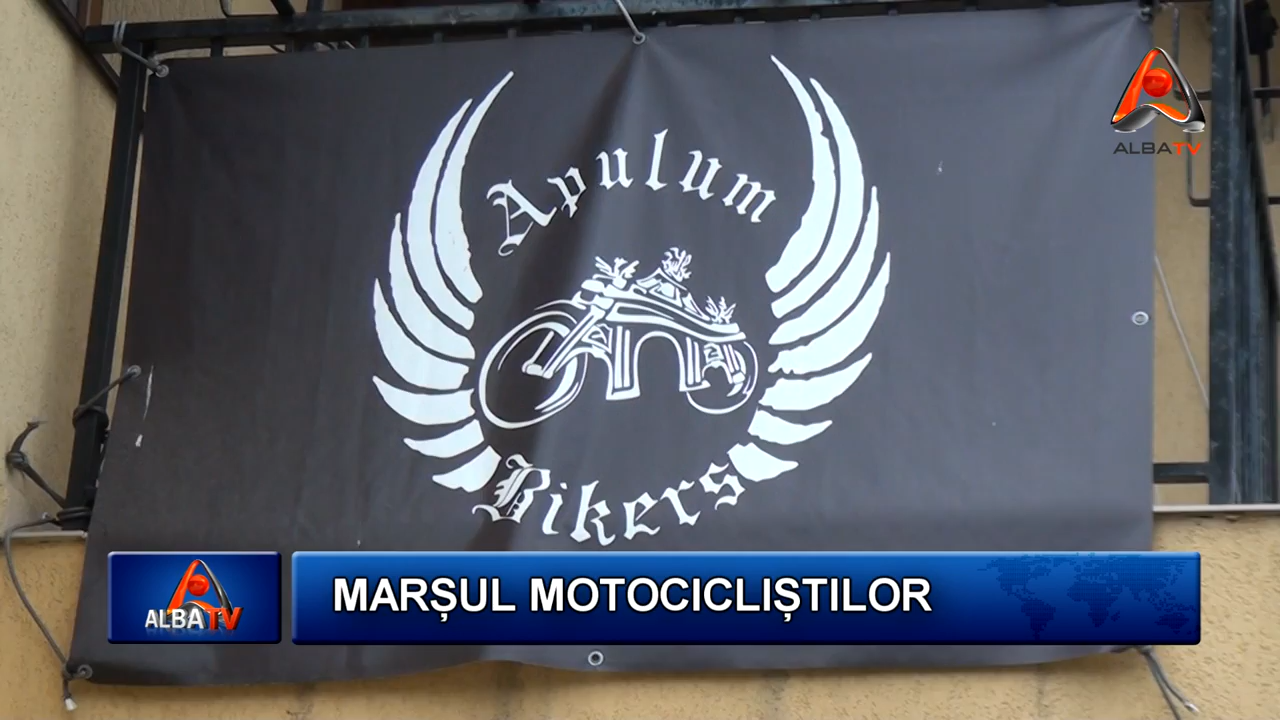 ALBATV
Apulum
Bikers
ALBATV
MARȘUL MOTOCICLIȘTILOR